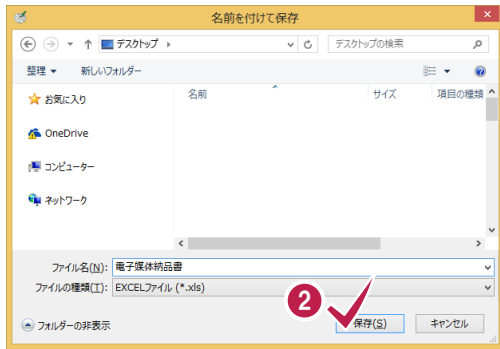 名前を付けて保存
デスクトップ
デスクトップの検索
整理
新しいフォルダー
名前
サイズ
項目の種類
お気に入り
OneDrive
コンピューター
ネットワーク
ファイル名(N): 電子媒体納品書
ファイルの種類(T): EXCELファイル (*.xls)
2
フォルダーの非表示
保存(S)
キャンセル